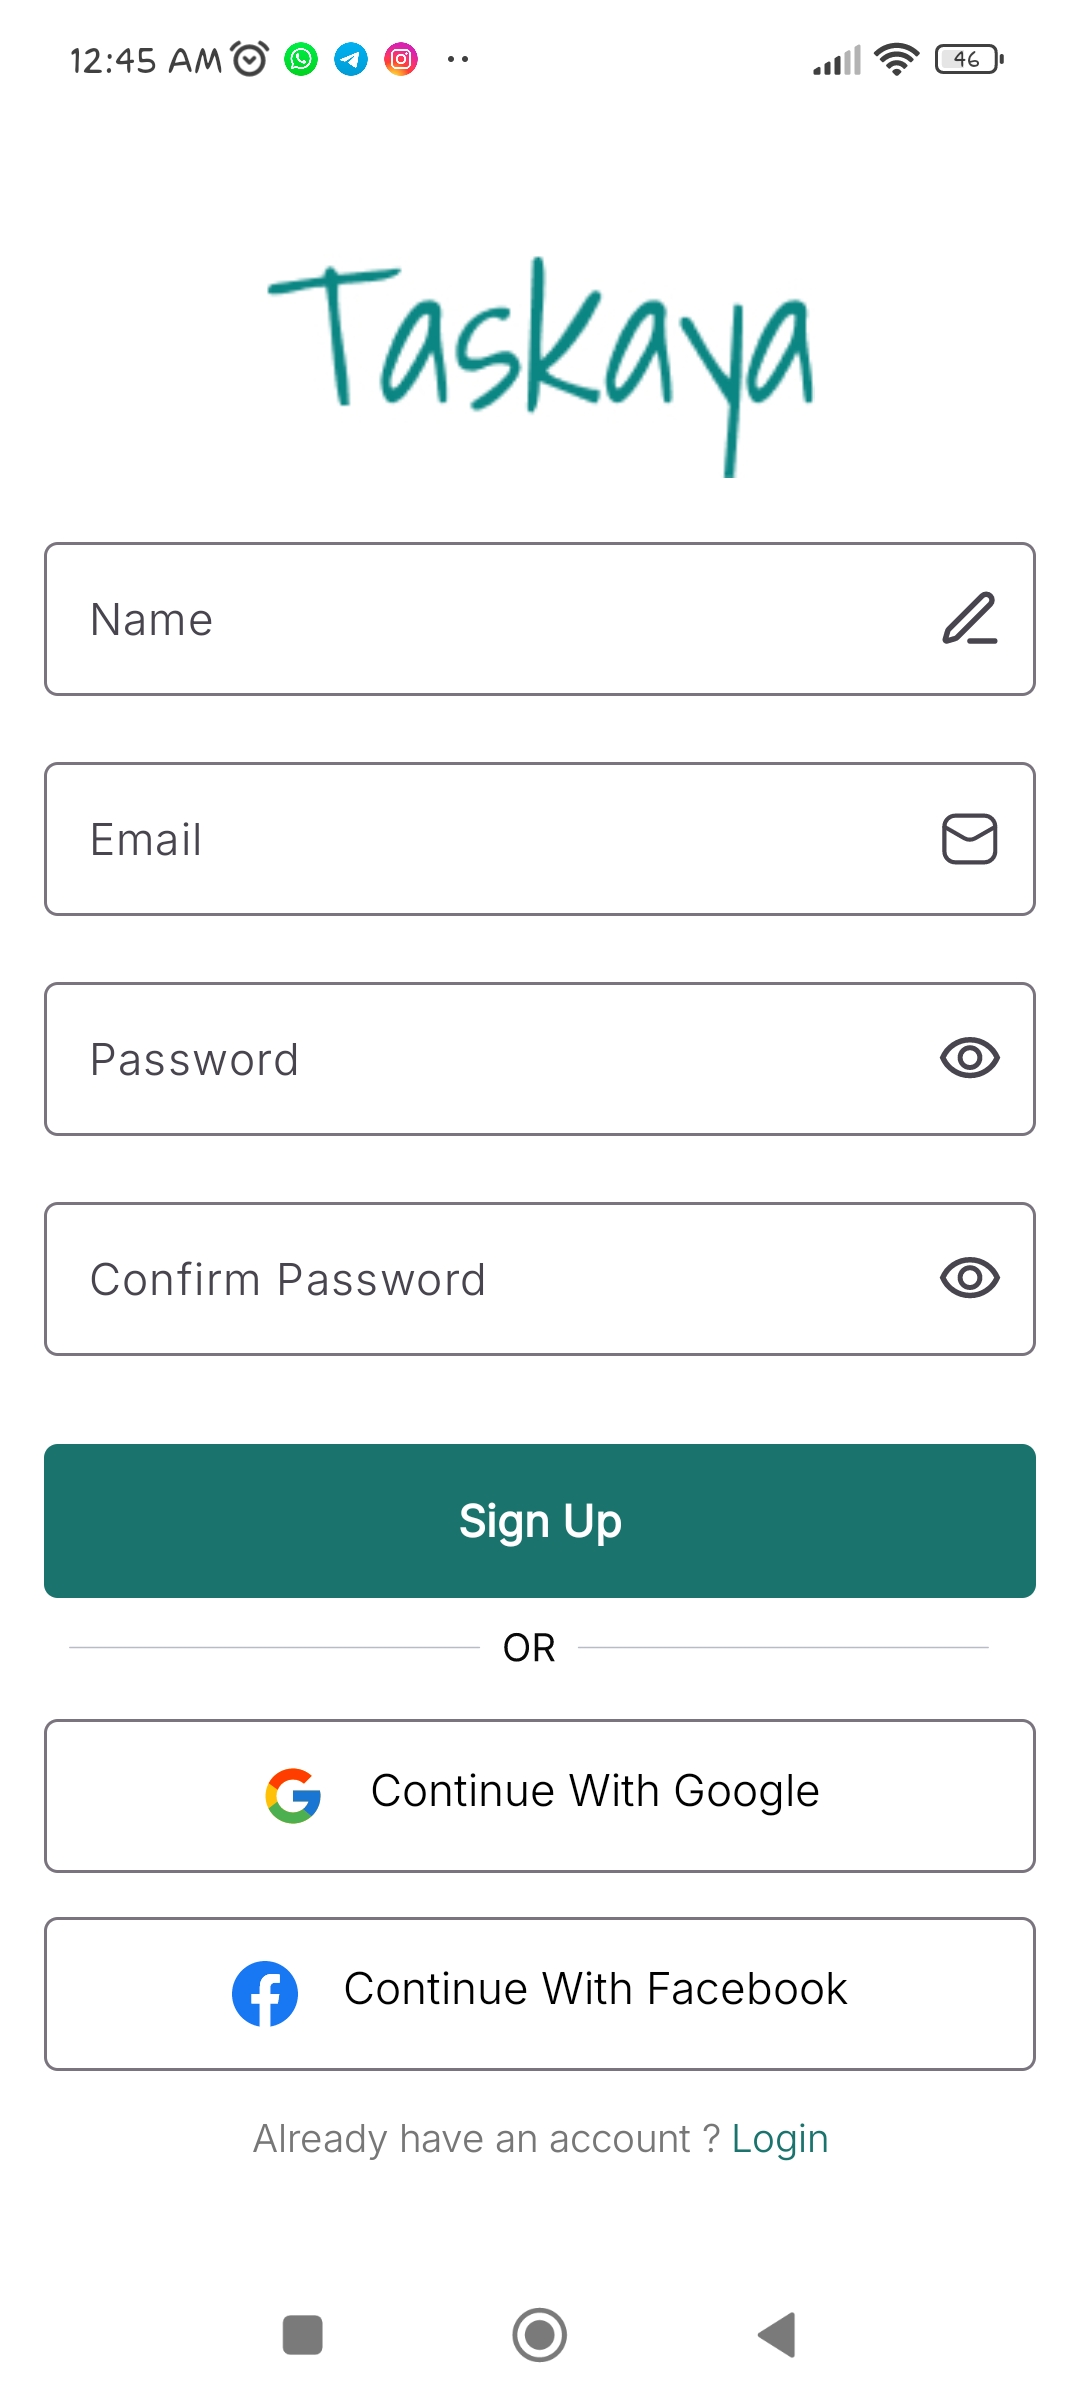 12:45 AM 46
Taskaya
Name
Email
Password
Confirm Password
Sign Up
OR
Continue With Google
Continue With Facebook
Already have an account ? Login